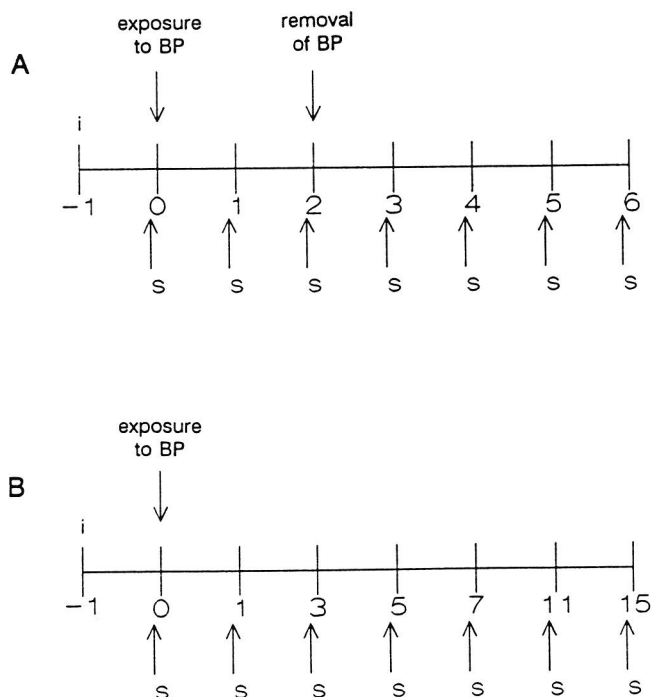 exposure
to BP
removal
of BP
A
i
-1 0 1 2 3 4 5 6
s s s s s s s
exposure
to BP
B
i
-1 0 1 3 5 7 11 15
s s s s s s s